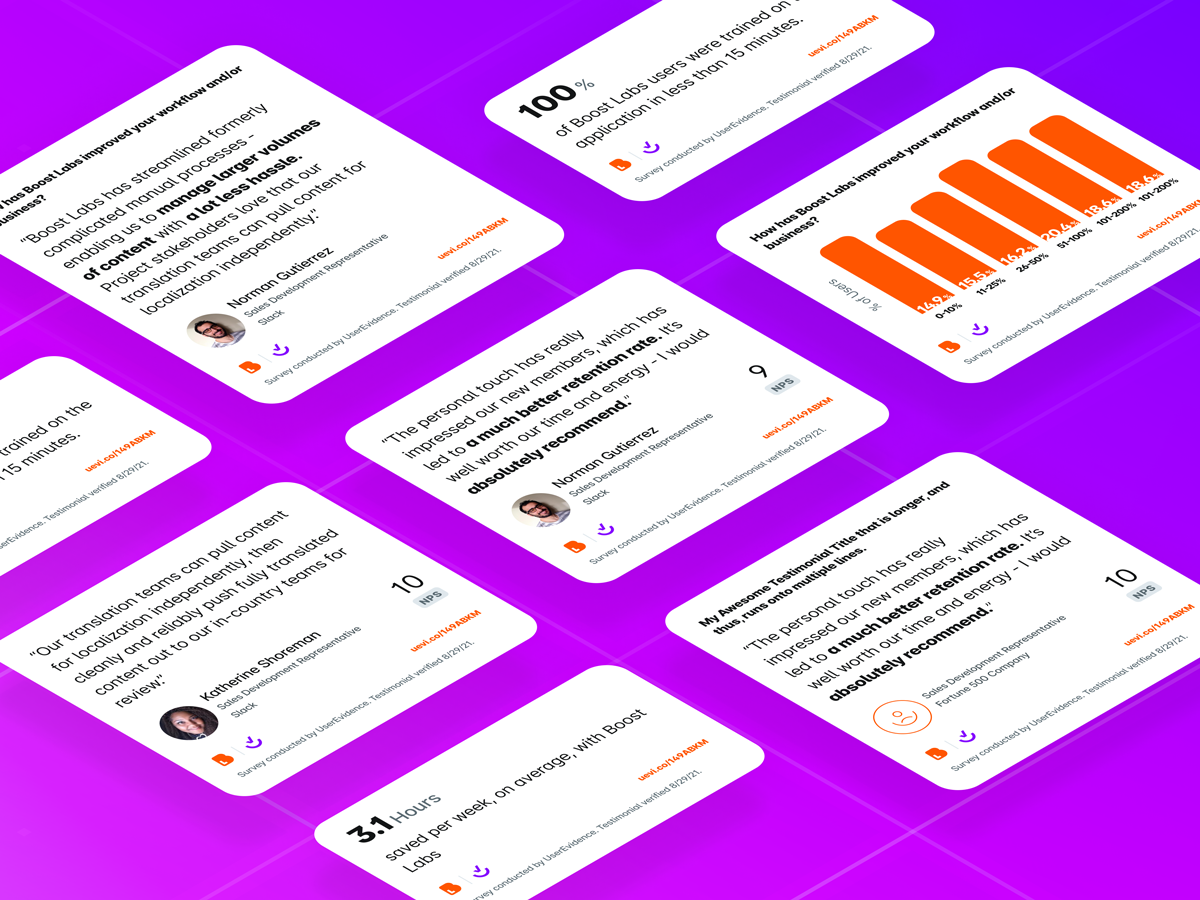 How has Boost Labs improved your workflow and/or
business?
“Boost Labs has streamlined formerly
complicated manual processes -
enabling us to manage larger volumes
of content with a lot less hassle.
Project stakeholders love that our
translation teams can pull content for
localization independently.”
Norman Gutierrez
Sales Development Representative
Slack
uevi.co/149ABKM
Survey conducted by UserEvidence. Testimonial verified 8/29/21.
100 %
of Boost Labs users were trained on
application in less than 15 minutes.
uevi.co/149ABKM
Survey conducted by UserEvidence. Testimonial verified 8/29/21.
How has Boost Labs improved your workflow and/or
business?
% of Users
14.9% 15.5% 16.2% 20.4% 18.6% 18.6%
0-10% 11-25% 26-50% 51-100% 101-200% 101-200%
uevi.co/149ABKM
Survey conducted by UserEvidence. Testimonial verified 8/29/21.
trained on the
15 minutes.
uevi.co/149ABKM
UserEvidence. Testimonial verified 8/29/21.
“The personal touch has really
impressed our new members, which has
led to a much better retention rate. It’s
well worth our time and energy - I would
absolutely recommend.”
9
NPS
Norman Gutierrez
Sales Development Representative
Slack
uevi.co/149ABKM
Survey conducted by UserEvidence. Testimonial verified 8/29/21.
“Our translation teams can pull content
for localization independently, then
cleanly and reliably push fully translated
content out to our in-country teams for
review.”
10
NPS
Katherine Shoreman
Sales Development Representative
Slack
uevi.co/149ABKM
Survey conducted by UserEvidence. Testimonial verified 8/29/21.
My Awesome Testimonial Title that is longer, and
thus, runs onto multiple lines.
“The personal touch has really
impressed our new members, which has
led to a much better retention rate. It’s
well worth our time and energy - I would
absolutely recommend.”
10
NPS
Sales Development Representative
Fortune 500 Company
uevi.co/149ABKM
Survey conducted by UserEvidence. Testimonial verified 8/29/21.
3.1 Hours
saved per week, on average, with Boost
Labs
uevi.co/149ABKM
Survey conducted by UserEvidence. Testimonial verified 8/29/21.